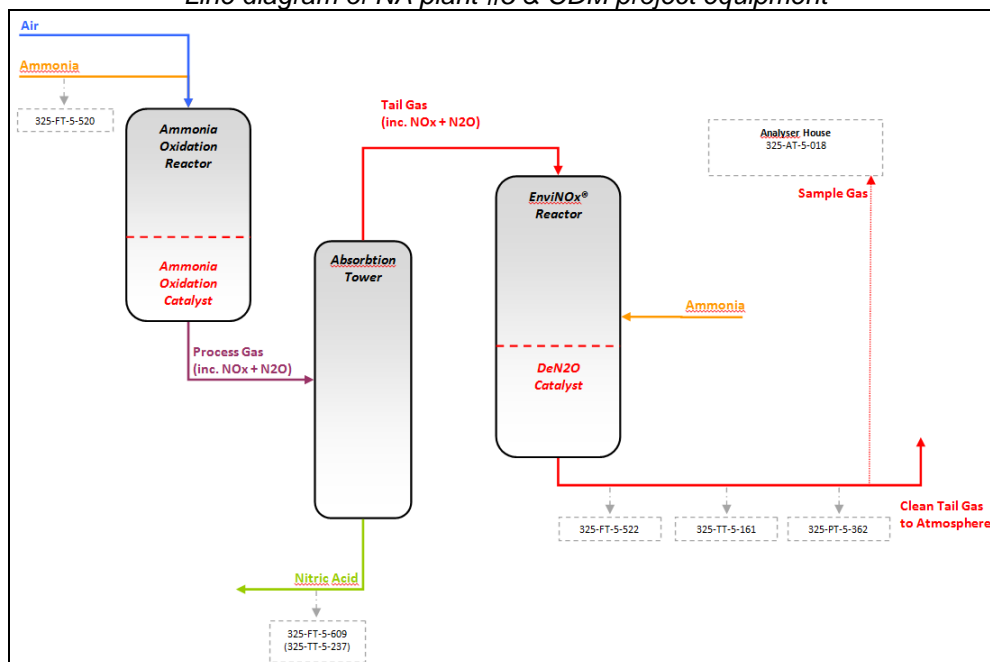 Line diagram of NA plant #5 & CDM project equipment
Air
Ammonia
325-FT-5-520
Ammonia
Oxidation
Reactor
Ammonia
Oxidation
Catalyst
Process Gas
(inc. NOx + N2O)
Absorbtion
Tower
Nitric Acid
325-FT-5-609
(325-TT-5-237)
Tail Gas
(inc. NOx + N2O)
EnviNOx®
Reactor
DeN2O
Catalyst
Ammonia
Analyser House
325-AT-5-018
Sample Gas
325-FT-5-522
325-TT-5-161
325-PT-5-362
Clean Tail Gas
to Atmosphere